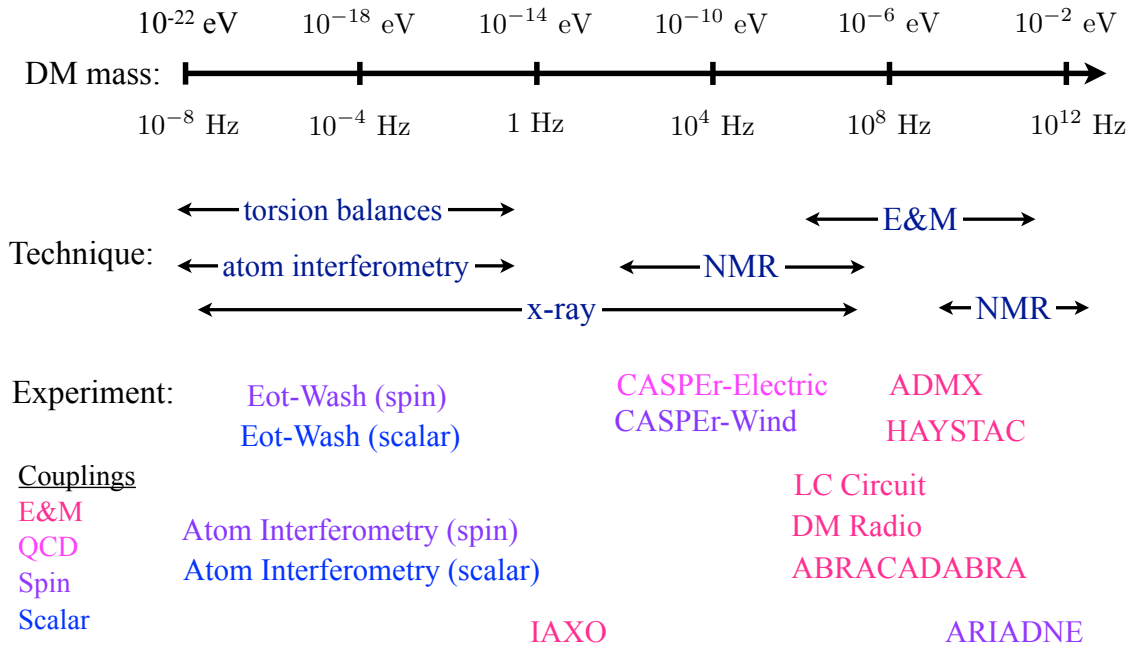 10⁻²² eV 10⁻¹⁸ eV 10⁻¹⁴ eV 10⁻¹⁰ eV 10⁻⁶ eV 10⁻² eV
DM mass:
10⁻⁸ Hz 10⁻⁴ Hz 1 Hz 10⁴ Hz 10⁸ Hz 10¹² Hz
torsion balances E&M
Technique: atom interferometry NMR
x-ray NMR
Experiment: Eot-Wash (spin) CASPEr-Electric ADMX
Eot-Wash (scalar) CASPEr-Wind HAYSTAC
Couplings LC Circuit
E&M Atom Interferometry (spin) DM Radio
QCD Atom Interferometry (scalar) ABRACADABRA
Spin
Scalar IAXO ARIADNE